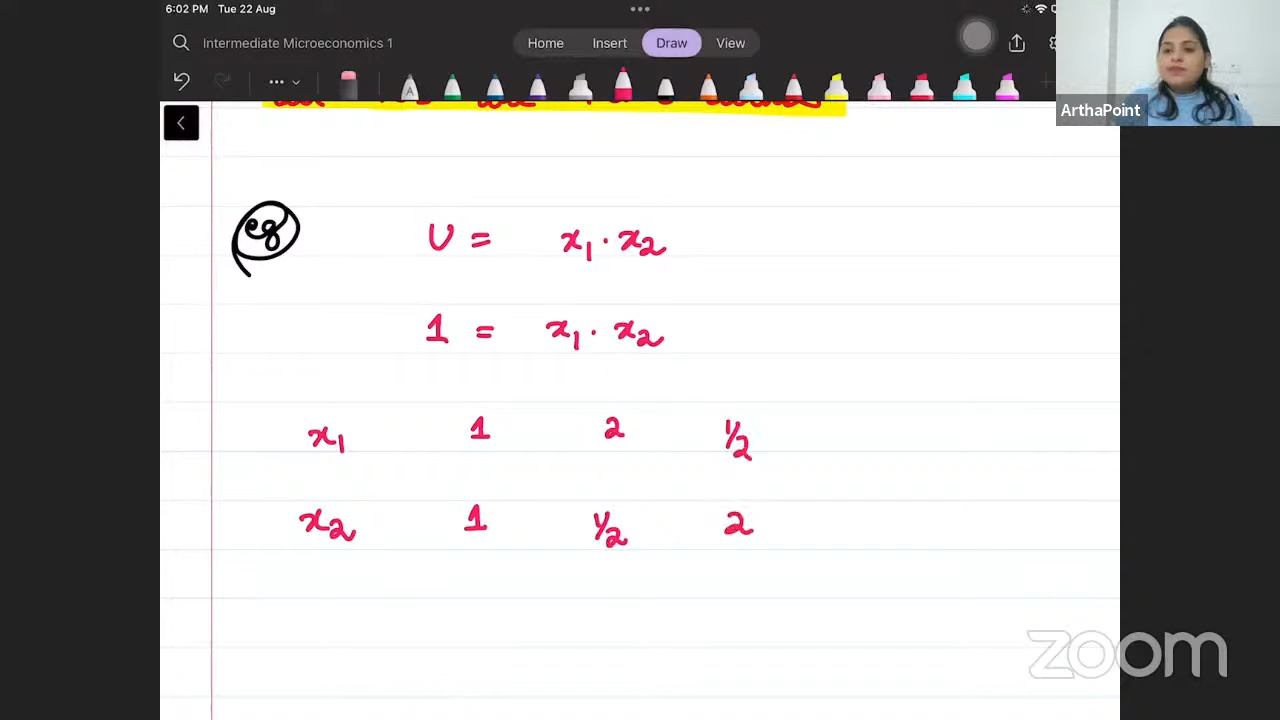 6:02 PM Tue 22 Aug
Intermediate Microeconomics 1
Home Insert Draw View
A
ArthaPoint
eg
U = x₁ · x₂
1 = x₁ · x₂
x₁ 1 2 1/2
x₂ 1 1/2 2
zoom